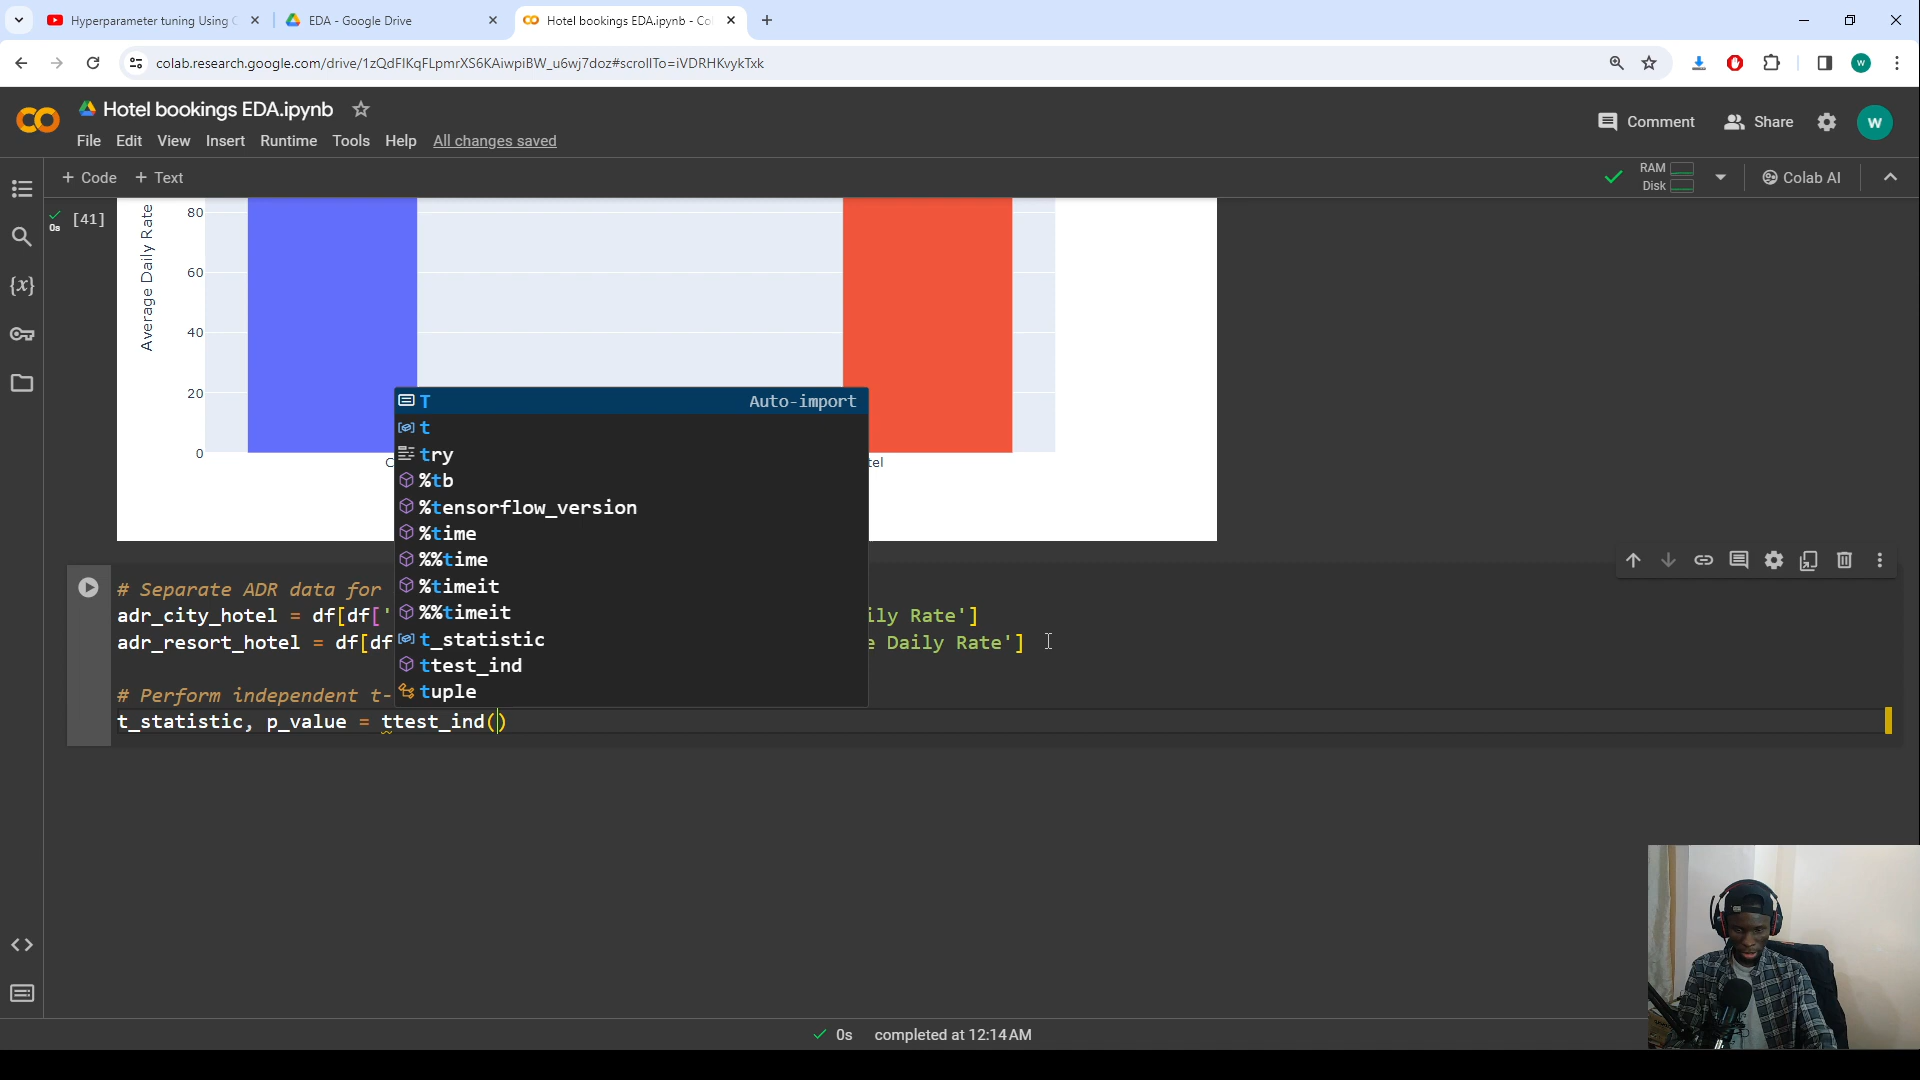 Hyperparameter tuning Using
EDA - Google Drive
Hotel bookings EDA.ipynb - Co
colab.research.google.com/drive/1zQdFlKqFLpmrXS6KAiwpiBW_u6wj7doz#scrollTo=iVDRHKvykTxk
W
Hotel bookings EDA.ipynb
Comment
Share
W
File Edit View Insert Runtime Tools Help All changes saved
+ Code + Text
RAM
Disk
Colab AI
0s
[41]
Average Daily Rate
80
60
40
20
0
T Auto-import
t
try
%tb
%tensorflow_version
%time
%%time
%timeit
%%timeit
t_statistic
ttest_ind
tuple
C
tel
# Separate ADR data for
adr_city_hotel = df[df[' ily Rate']
adr_resort_hotel = df[df e Daily Rate']
# Perform independent t-
t_statistic, p_value = ttest_ind()
0s completed at 12:14 AM